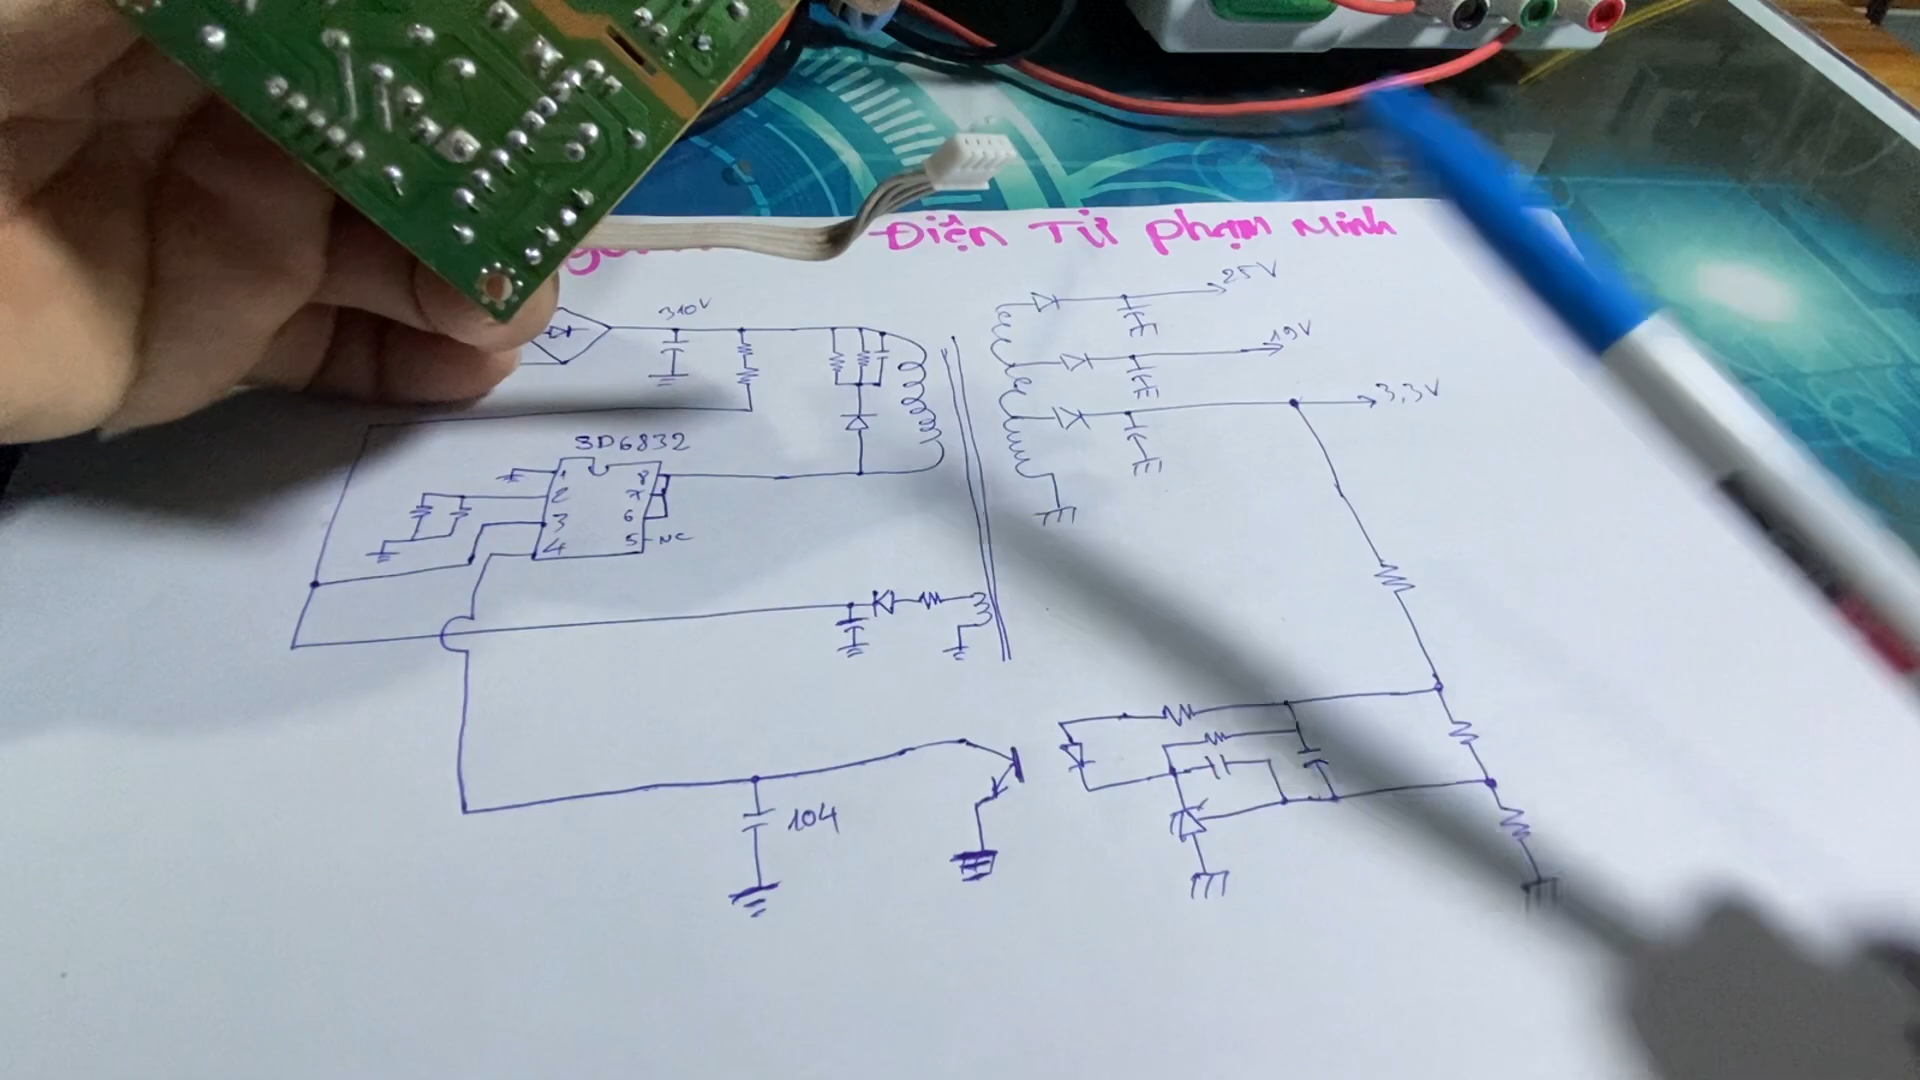 Điện Tử Phạm Minh
25V
310V
19V
3,3V
SD6832
1 8
2 7
3 6
4 5 NC
104